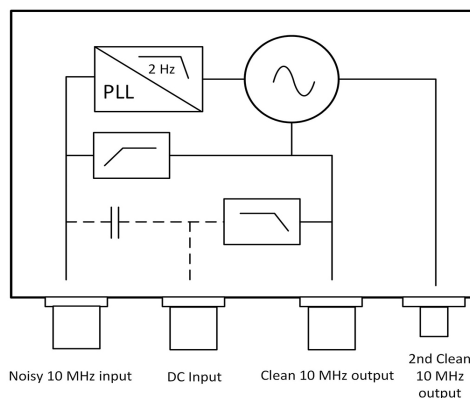 2 Hz
PLL
Noisy 10 MHz input
DC Input
Clean 10 MHz output
2nd Clean
10 MHz
output